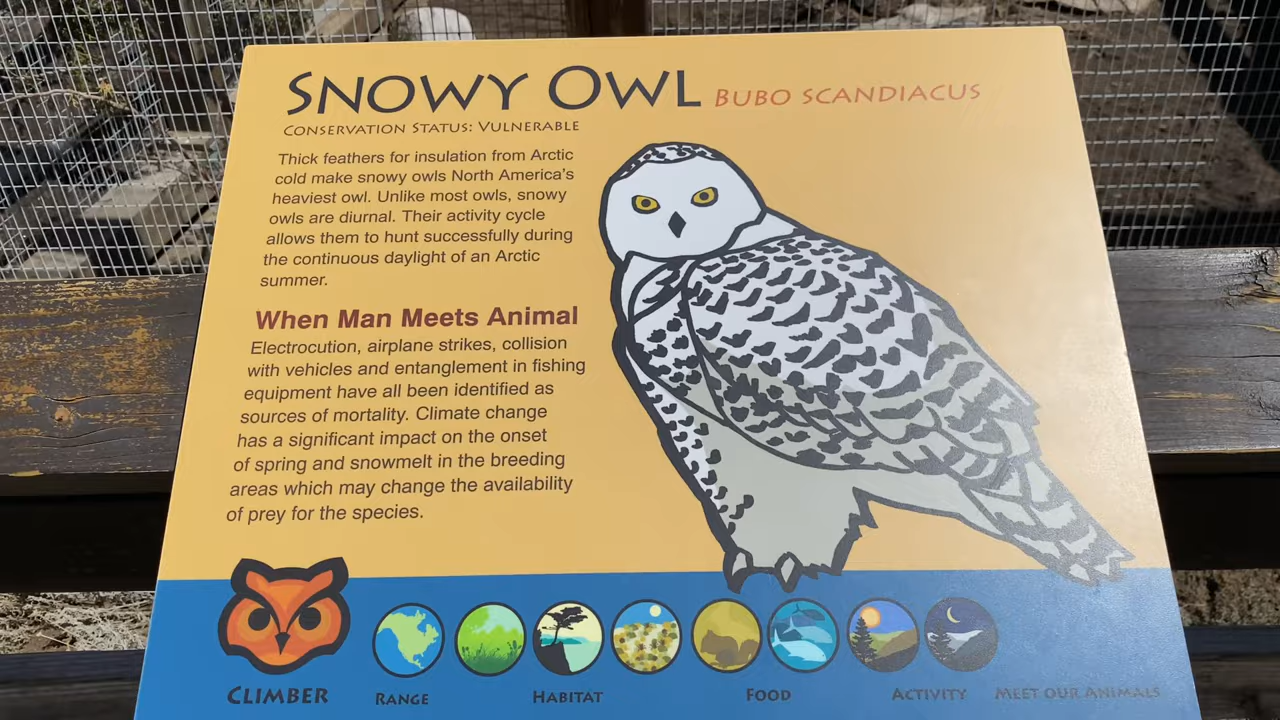 SNOWY OWL BUBO SCANDIACUS
CONSERVATION STATUS: VULNERABLE
Thick feathers for insulation from Arctic
cold make snowy owls North America's
heaviest owl. Unlike most owls, snowy
owls are diurnal. Their activity cycle
allows them to hunt successfully during
the continuous daylight of an Arctic
summer.
When Man Meets Animal
Electrocution, airplane strikes, collision
with vehicles and entanglement in fishing
equipment have all been identified as
sources of mortality. Climate change
has a significant impact on the onset
of spring and snowmelt in the breeding
areas which may change the availability
of prey for the species.
CLIMBER RANGE HABITAT FOOD ACTIVITY MEET OUR ANIMALS